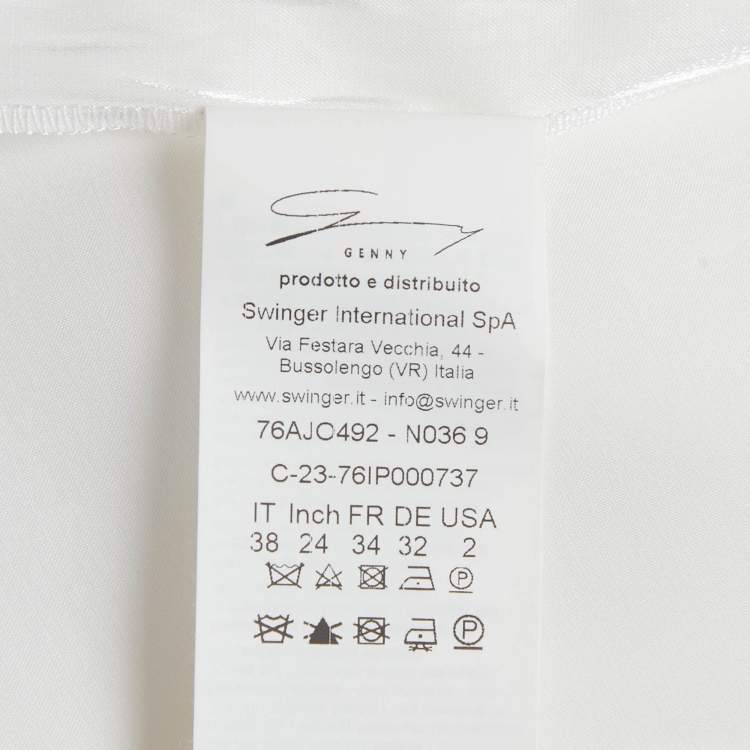 GENNY
prodotto e distribuito
Swinger International SpA
Via Festara Vecchia, 44 -
Bussolengo (VR) Italia
www.swinger.it - info@swinger.it
76AJO492 - N036 9
C-23-76IP000737
IT Inch FR DE USA
38 24 34 32 2
P
P